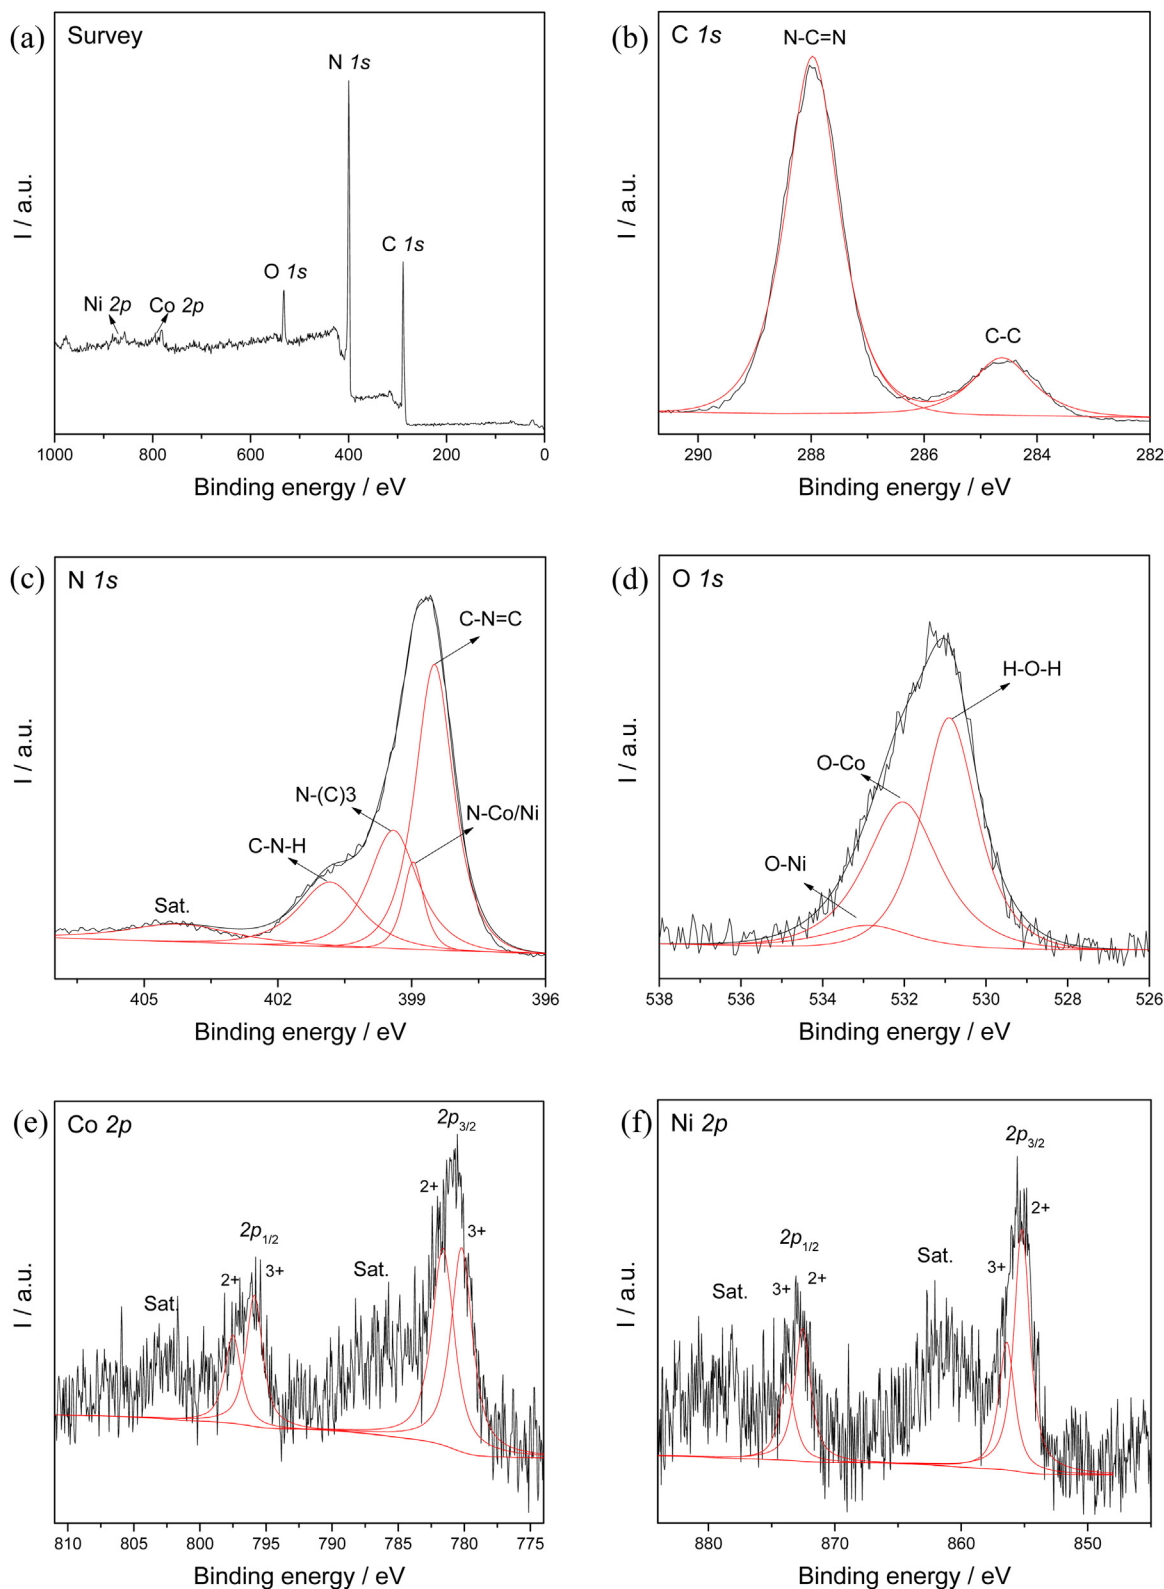 (a) Survey
N 1s
C 1s
O 1s
Ni 2p
Co 2p
I / a.u.
1000 800 600 400 200 0
Binding energy / eV
(b) C 1s
N-C=N
C-C
I / a.u.
290 288 286 284 282
Binding energy / eV
(c) N 1s
C-N=C
N-(C)3
N-Co/Ni
C-N-H
Sat.
I / a.u.
405 402 399 396
Binding energy / eV
(d) O 1s
H-O-H
O-Co
O-Ni
I / a.u.
538 536 534 532 530 528 526
Binding energy / eV
(e) Co 2p
2p3/2
2+
3+
2p1/2
2+ 3+
Sat.
Sat.
I / a.u.
810 805 800 795 790 785 780 775
Binding energy / eV
(f) Ni 2p
2p3/2
2+
3+
2p1/2
3+ 2+
Sat.
Sat.
I / a.u.
880 870 860 850
Binding energy / eV